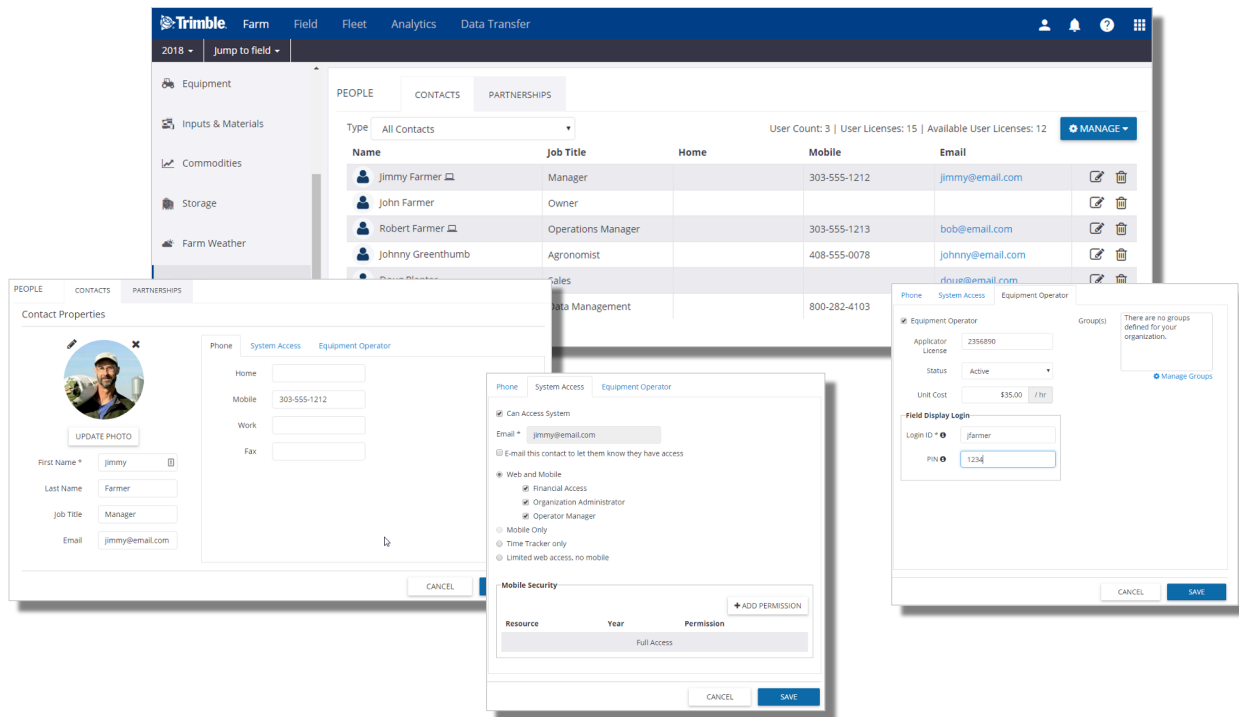 Trimble. Farm Field Fleet Analytics Data Transfer
2018 Jump to field
Equipment
Inputs & Materials
Commodities
Storage
Farm Weather
PEOPLE CONTACTS PARTNERSHIPS
Type All Contacts User Count: 3 | User Licenses: 15 | Available User Licenses: 12 MANAGE
Name Job Title Home Mobile Email
Jimmy Farmer Manager 303-555-1212 jimmy@email.com
John Farmer Owner
Robert Farmer Operations Manager 303-555-1213 bob@email.com
Johnny Greenthumb Agronomist 408-555-0078 johnny@email.com
Sales doug@email.com
Data Management 800-282-4103
PEOPLE CONTACTS PARTNERSHIPS
Contact Properties
UPDATE PHOTO
First Name * Jimmy
Last Name Farmer
Job Title Manager
Email jimmy@email.com
Phone System Access Equipment Operator
Home
Mobile 303-555-1212
Work
Fax
CANCEL
Phone System Access Equipment Operator
Can Access System
Email * jimmy@email.com
E-mail this contact to let them know they have access
Web and Mobile
Financial Access
Organization Administrator
Operator Manager
Mobile Only
Time Tracker only
Limited web access, no mobile
Mobile Security
+ ADD PERMISSION
Resource Year Permission
Full Access
CANCEL SAVE
Phone System Access Equipment Operator
Equipment Operator
Applicator
License
2356890
Status Active
Unit Cost $35.00 / hr
Field Display Login
Login ID * jfarmer
PIN 1234
Group(s)
There are no groups
defined for your
organization.
Manage Groups
CANCEL SAVE